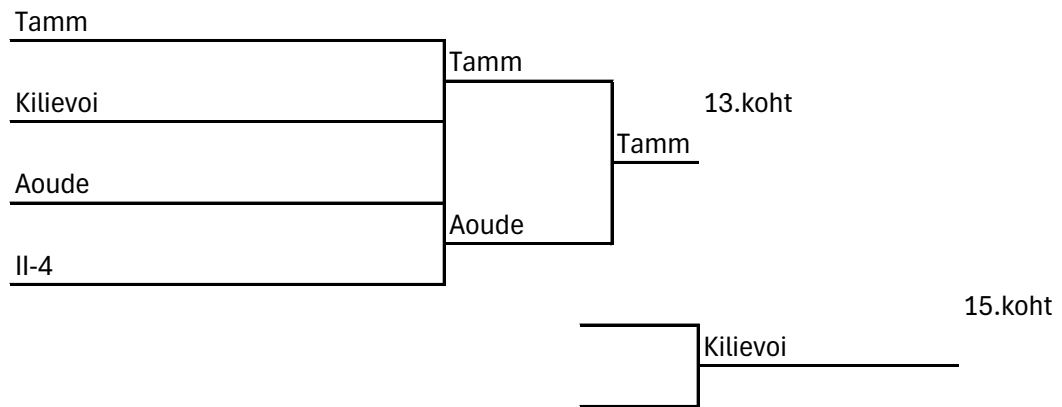 Tamm
Tamm
Kilievoi
13.koht
Tamm
Aoude
Aoude
II-4
15.koht
Kilievoi